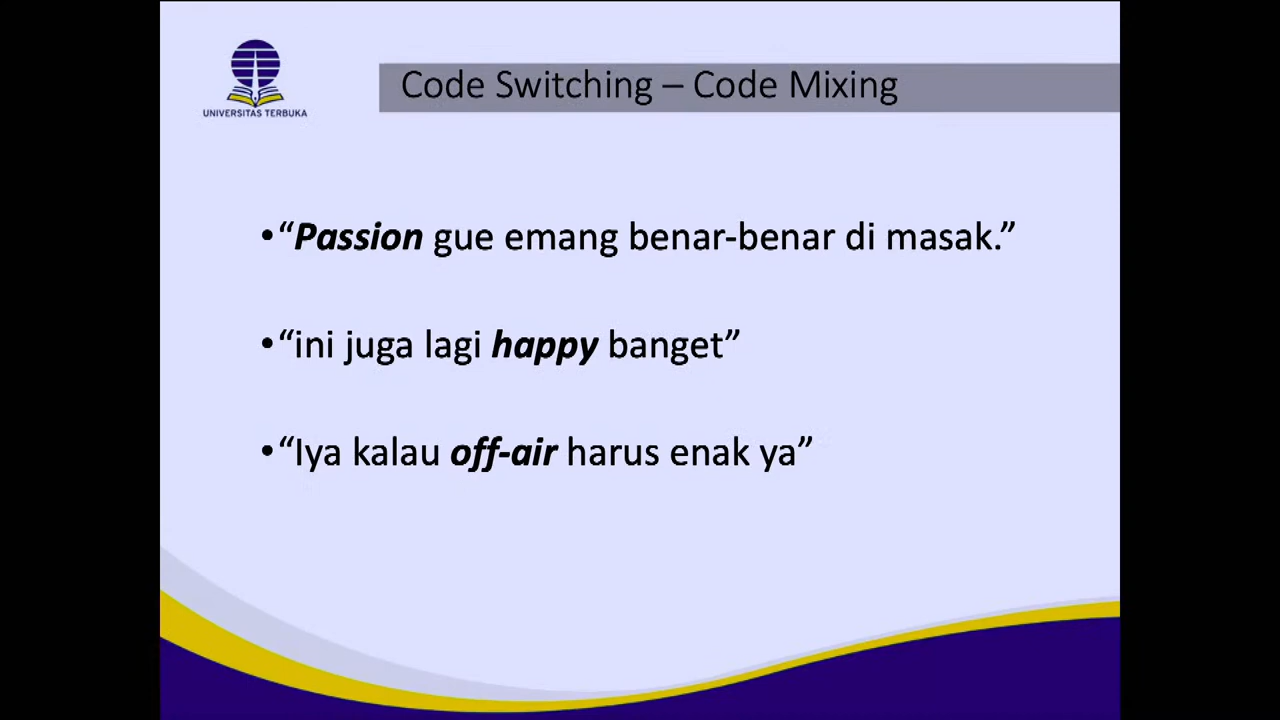 UNIVERSITAS TERBUKA
Code Switching – Code Mixing
•“Passion gue emang benar-benar di masak.”
•“ini juga lagi happy banget”
•“Iya kalau off-air harus enak ya”